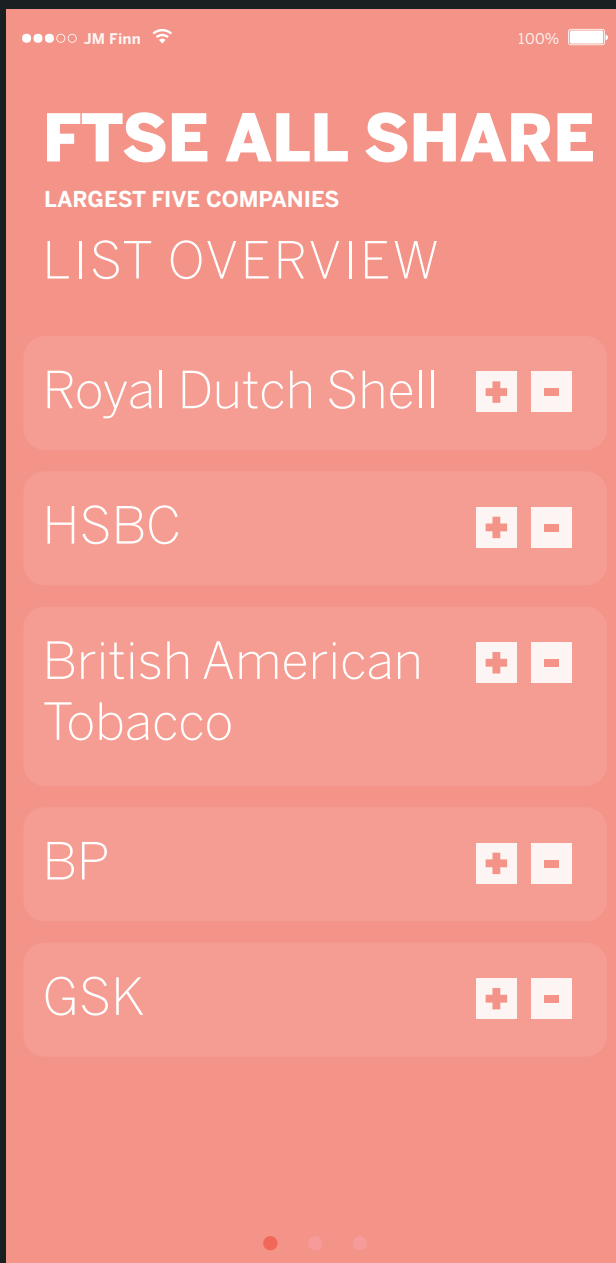 JM Finn 100%
FTSE ALL SHARE
LARGEST FIVE COMPANIES
LIST OVERVIEW
Royal Dutch Shell + -
HSBC + -
British American + -
Tobacco
BP + -
GSK + -